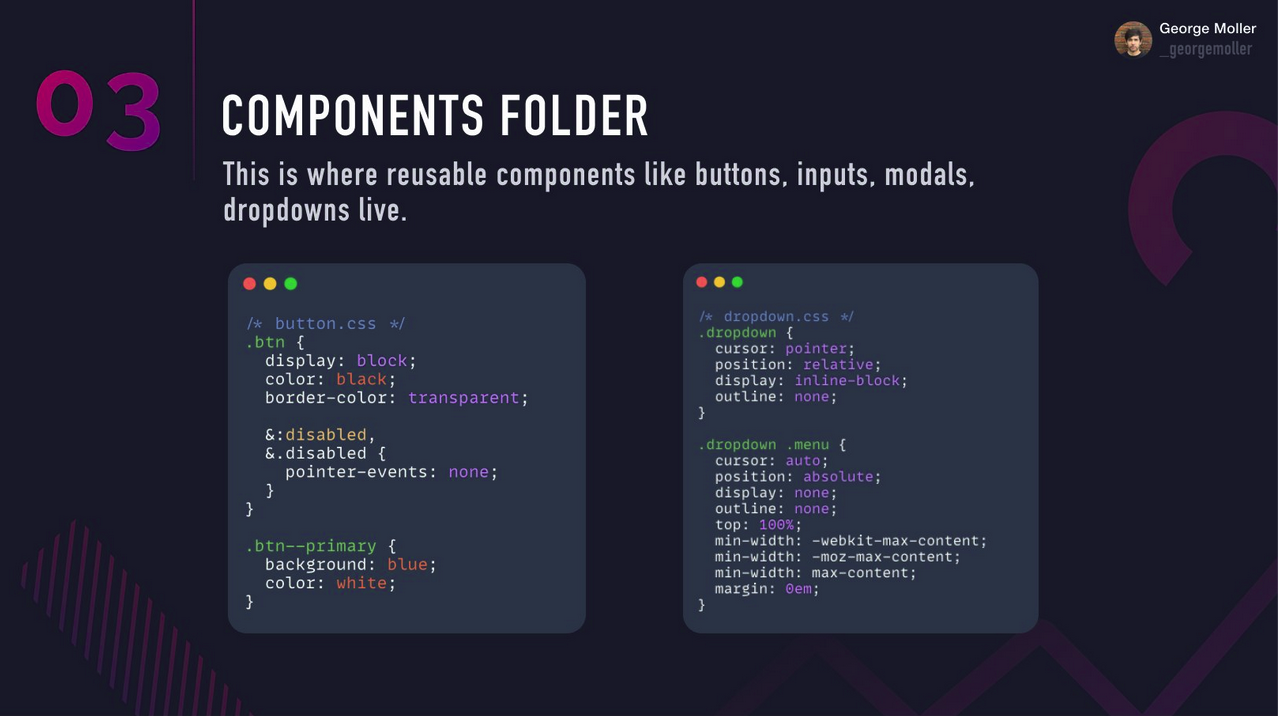 George Moller
_georgemoller
03
COMPONENTS FOLDER
This is where reusable components like buttons, inputs, modals,
dropdowns live.
/* button.css */
.btn {
  display: block;
  color: black;
  border-color: transparent;

  &:disabled,
  &.disabled {
    pointer-events: none;
  }
}

.btn--primary {
  background: blue;
  color: white;
}
/* dropdown.css */
.dropdown {
  cursor: pointer;
  position: relative;
  display: inline-block;
  outline: none;
}

.dropdown .menu {
  cursor: auto;
  position: absolute;
  display: none;
  outline: none;
  top: 100%;
  min-width: -webkit-max-content;
  min-width: -moz-max-content;
  min-width: max-content;
  margin: 0em;
}